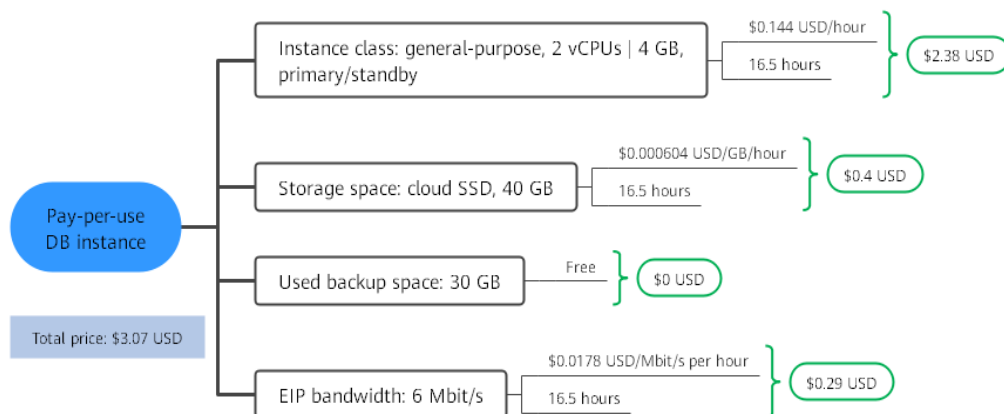 Pay-per-use
DB instance
Total price: $3.07 USD
Instance class: general-purpose, 2 vCPUs | 4 GB,
primary/standby
$0.144 USD/hour
16.5 hours
$2.38 USD
Storage space: cloud SSD, 40 GB
$0.000604 USD/GB/hour
16.5 hours
$0.4 USD
Used backup space: 30 GB
Free
$0 USD
EIP bandwidth: 6 Mbit/s
$0.0178 USD/Mbit/s per hour
16.5 hours
$0.29 USD